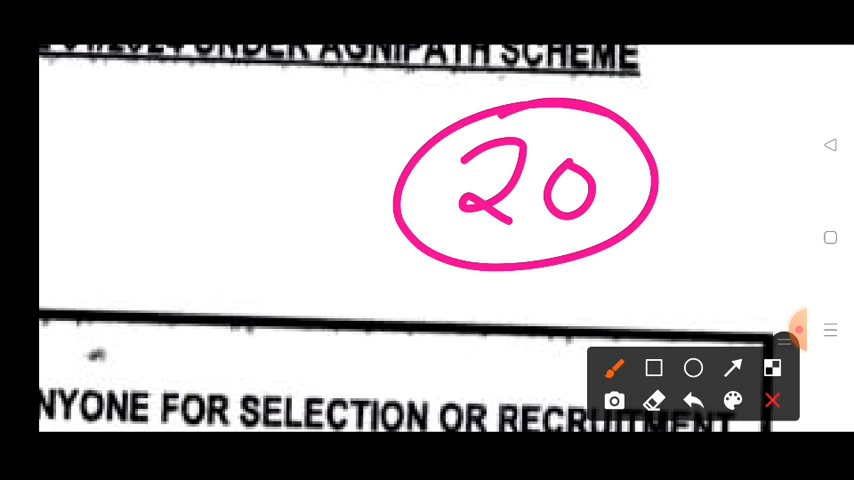 UNDER AGNIPATH SCHEME
20
NYONE FOR SELECTION OR RECRUITMENT